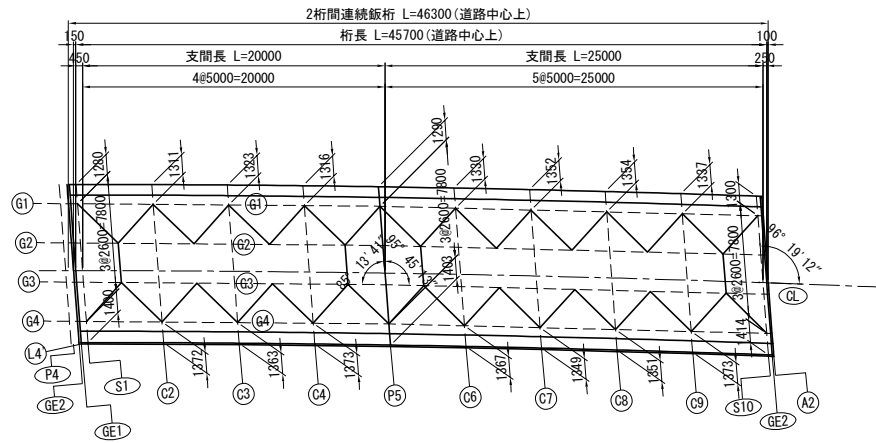 2桁間連続鈑桁 L=46300(道路中心上)
150 桁長 L=45700(道路中心上) 100
450 支間長 L=20000 支間長 L=25000 250
4@5000=20000 5@5000=25000
1280 1311 1323 1316 1290 1330 1352 1354 1337 1300
3@2600=7800 3@2600=7800 3@2600=7800
G1 G1
G2 G2
G3 G3
G4 G4
85° 13′ 41″ 95° 45′
96° 19′ 12″
1400 1403 414
CL
L4
P4
GE2
GE1
1372 1363 1373 1367 1349 1351 1373
S1 C2 C3 C4 P5 C6 C7 C8 C9 S10 GE2 A2